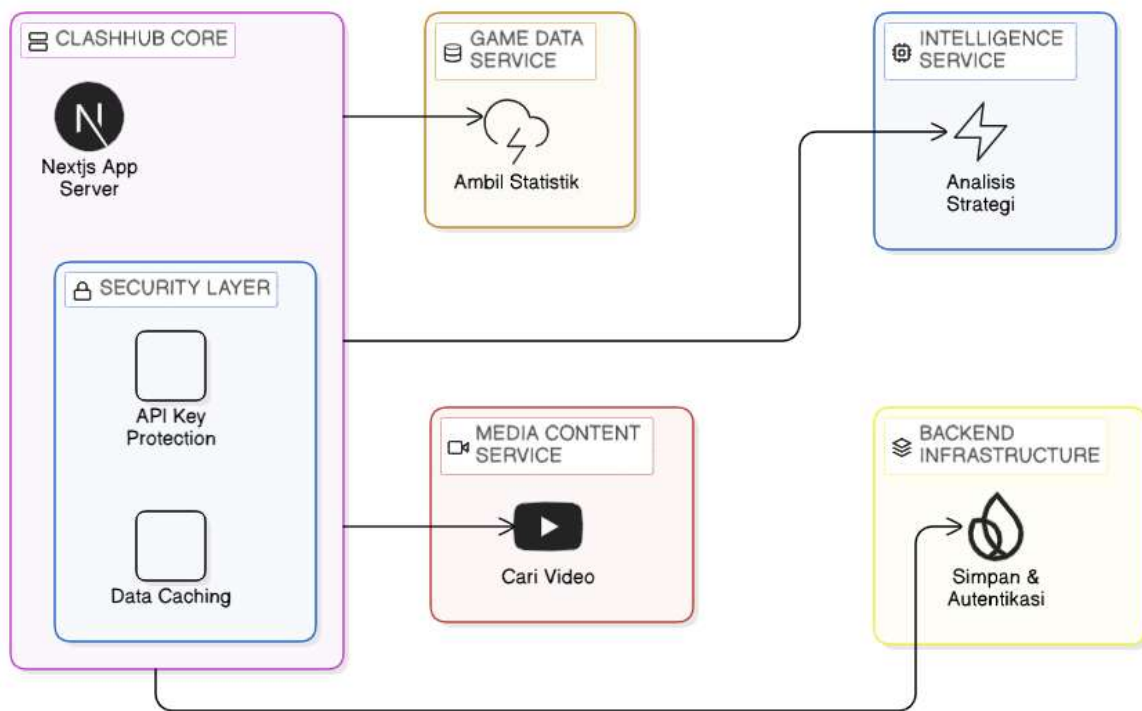 CLASHHUB CORE
Nextjs App
Server
SECURITY LAYER
API Key
Protection
Data Caching
GAME DATA
SERVICE
Ambil Statistik
INTELLIGENCE
SERVICE
Analisis
Strategi
MEDIA CONTENT
SERVICE
Cari Video
BACKEND
INFRASTRUCTURE
Simpan &
Autentikasi